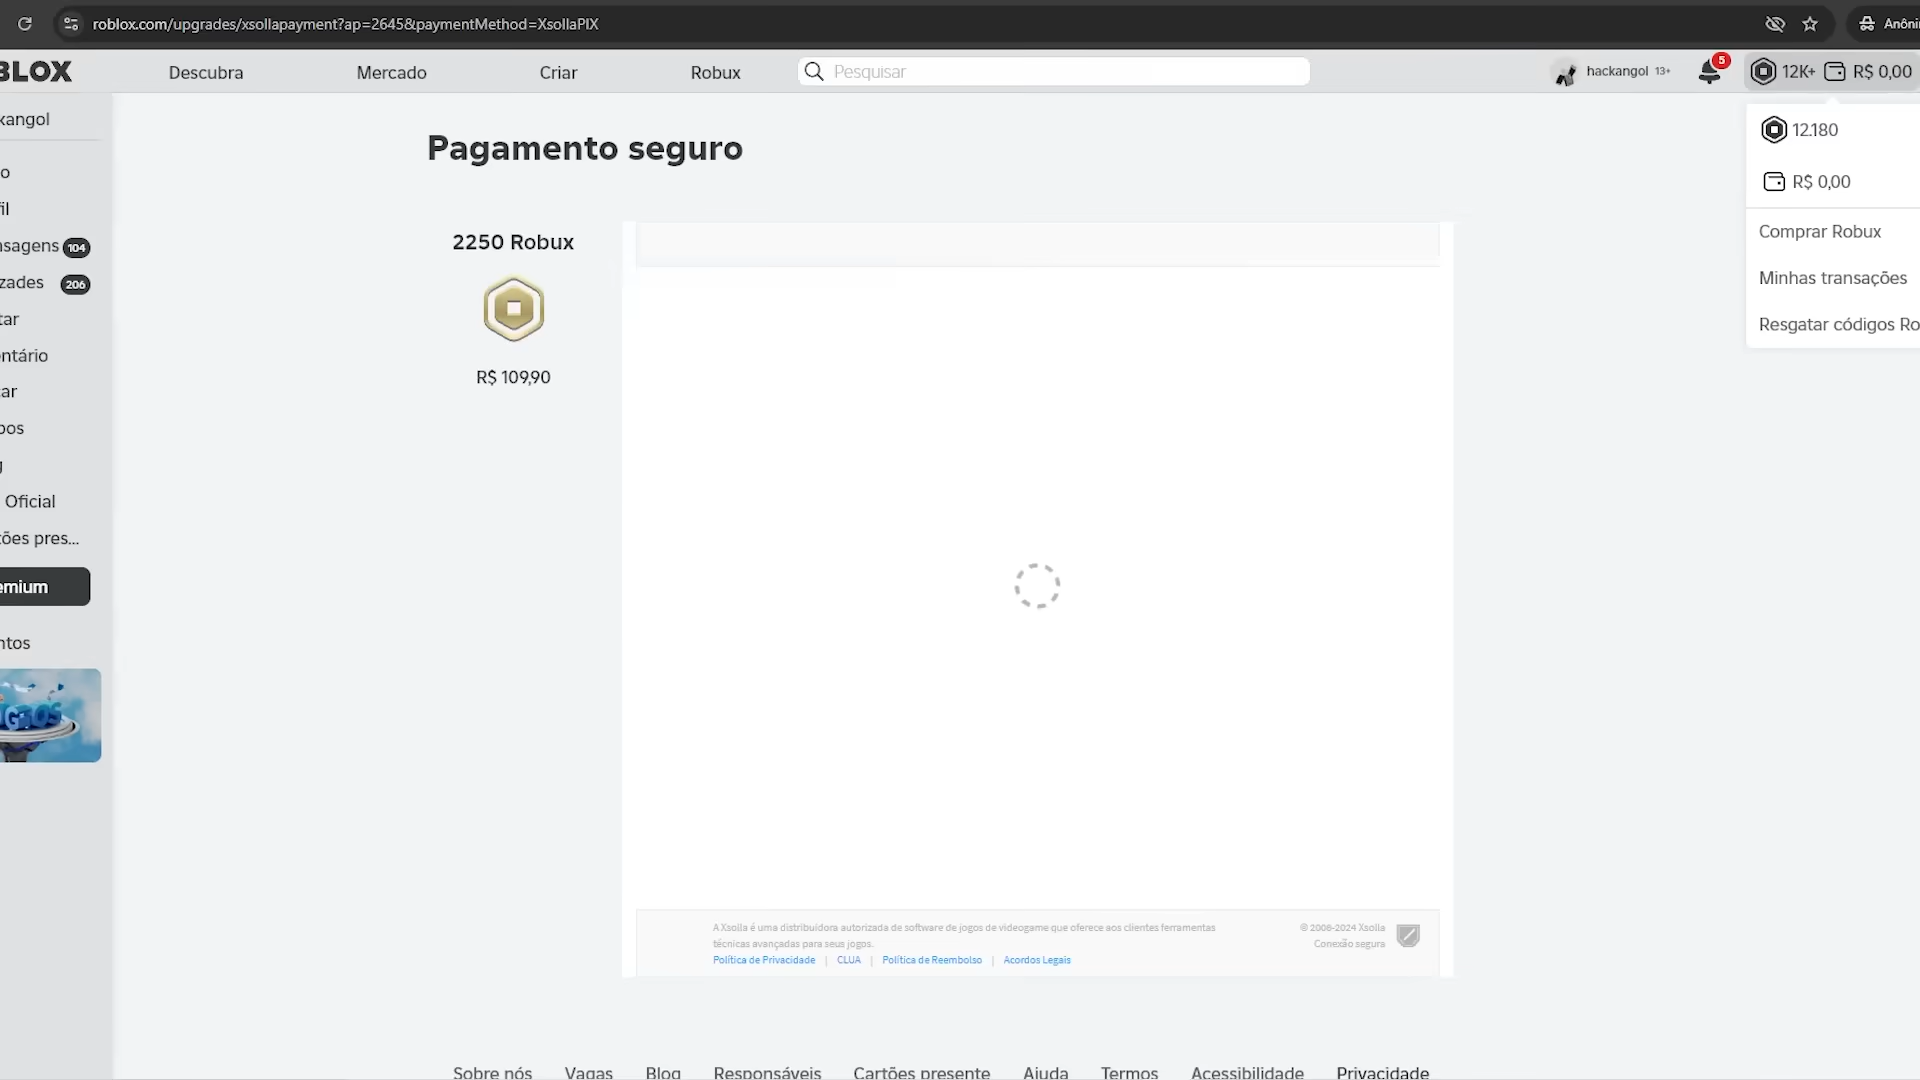 roblox.com/upgrades/xsollapayment?ap=2645&paymentMethod=XsollaPIX
Anôni
BLOX
Descubra
Mercado
Criar
Robux
Pesquisar
hackangol 13+
5
12K+
R$ 0,00
12.180
R$ 0,00
Comprar Robux
Minhas transações
Resgatar códigos Ro
kangol
o
il
nsagens 104
zades 206
tar
ntário
car
pos
g
Oficial
tões pres...
emium
ntos
Pagamento seguro
2250 Robux
R$ 109,90
A Xsolla é uma distribuidora autorizada de software de jogos de videogame que oferece aos clientes ferramentas
técnicas avançadas para seus jogos.
Política de Privacidade | CLUA | Política de Reembolso | Acordos Legais
© 2006-2024 Xsolla
Conexão segura
Sobre nós
Vagas
Blog
Responsáveis
Cartões presente
Ajuda
Termos
Acessibilidade
Privacidade